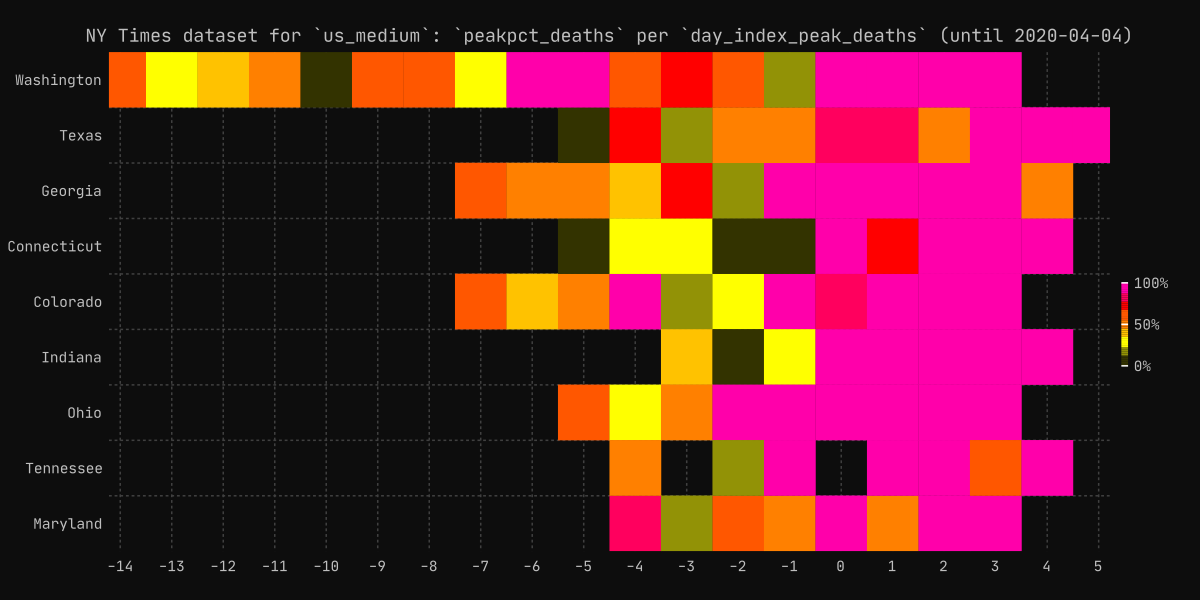 NY Times dataset for `us_medium`: `peakpct_deaths` per `day_index_peak_deaths` (until 2020-04-04)
Washington
Texas
Georgia
Connecticut
Colorado
Indiana
Ohio
Tennessee
Maryland
100%
50%
0%
-14 -13 -12 -11 -10 -9 -8 -7 -6 -5 -4 -3 -2 -1 0 1 2 3 4 5